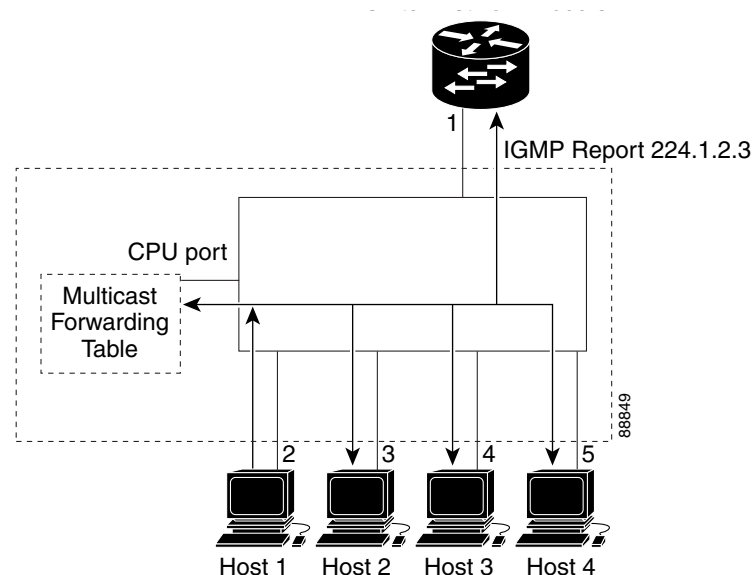 1
IGMP Report 224.1.2.3
CPU port
Multicast
Forwarding
Table
88849
2
3
4
5
Host 1
Host 2
Host 3
Host 4